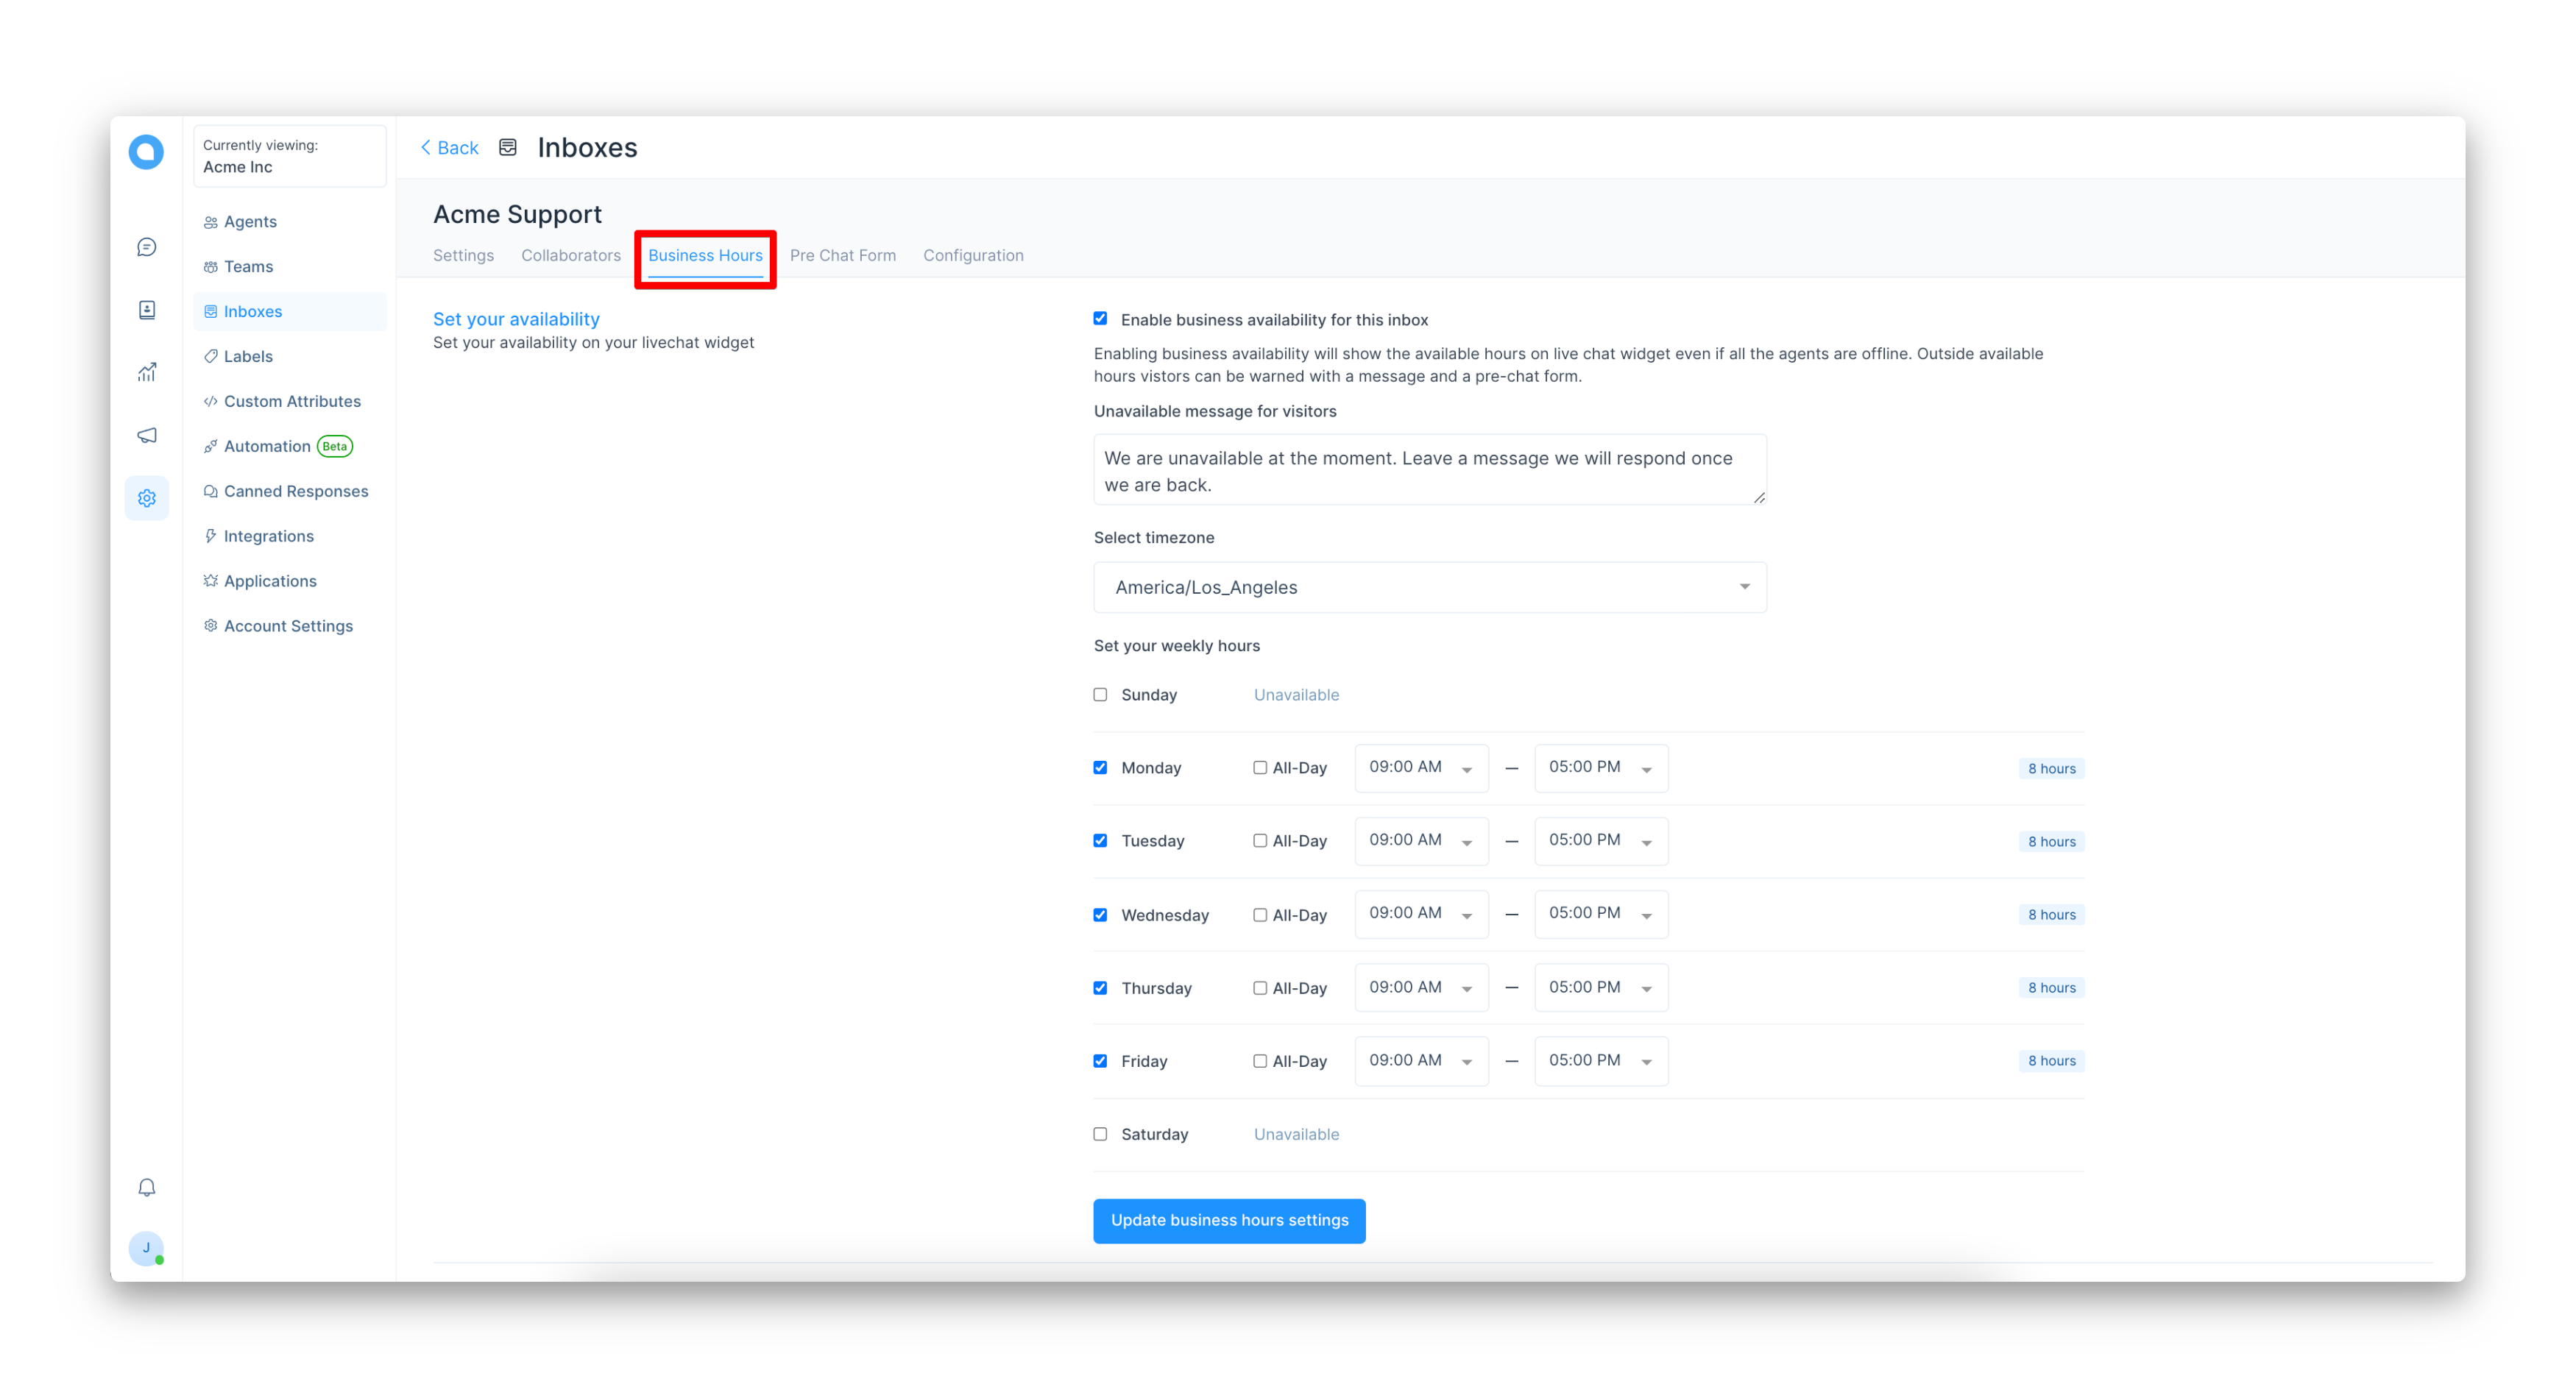 Currently viewing:
Acme Inc
Agents
Teams
Inboxes
Labels
Custom Attributes
Automation Beta
Canned Responses
Integrations
Applications
Account Settings
J
Back Inboxes
Acme Support
Settings Collaborators Business Hours Pre Chat Form Configuration
Set your availability
Set your availability on your livechat widget
Enable business availability for this inbox
Enabling business availability will show the available hours on live chat widget even if all the agents are offline. Outside available
hours vistors can be warned with a message and a pre-chat form.
Unavailable message for visitors
We are unavailable at the moment. Leave a message we will respond once
we are back.
Select timezone
America/Los_Angeles
Set your weekly hours
Sunday Unavailable
Monday All-Day 09:00 AM — 05:00 PM 8 hours
Tuesday All-Day 09:00 AM — 05:00 PM 8 hours
Wednesday All-Day 09:00 AM — 05:00 PM 8 hours
Thursday All-Day 09:00 AM — 05:00 PM 8 hours
Friday All-Day 09:00 AM — 05:00 PM 8 hours
Saturday Unavailable
Update business hours settings